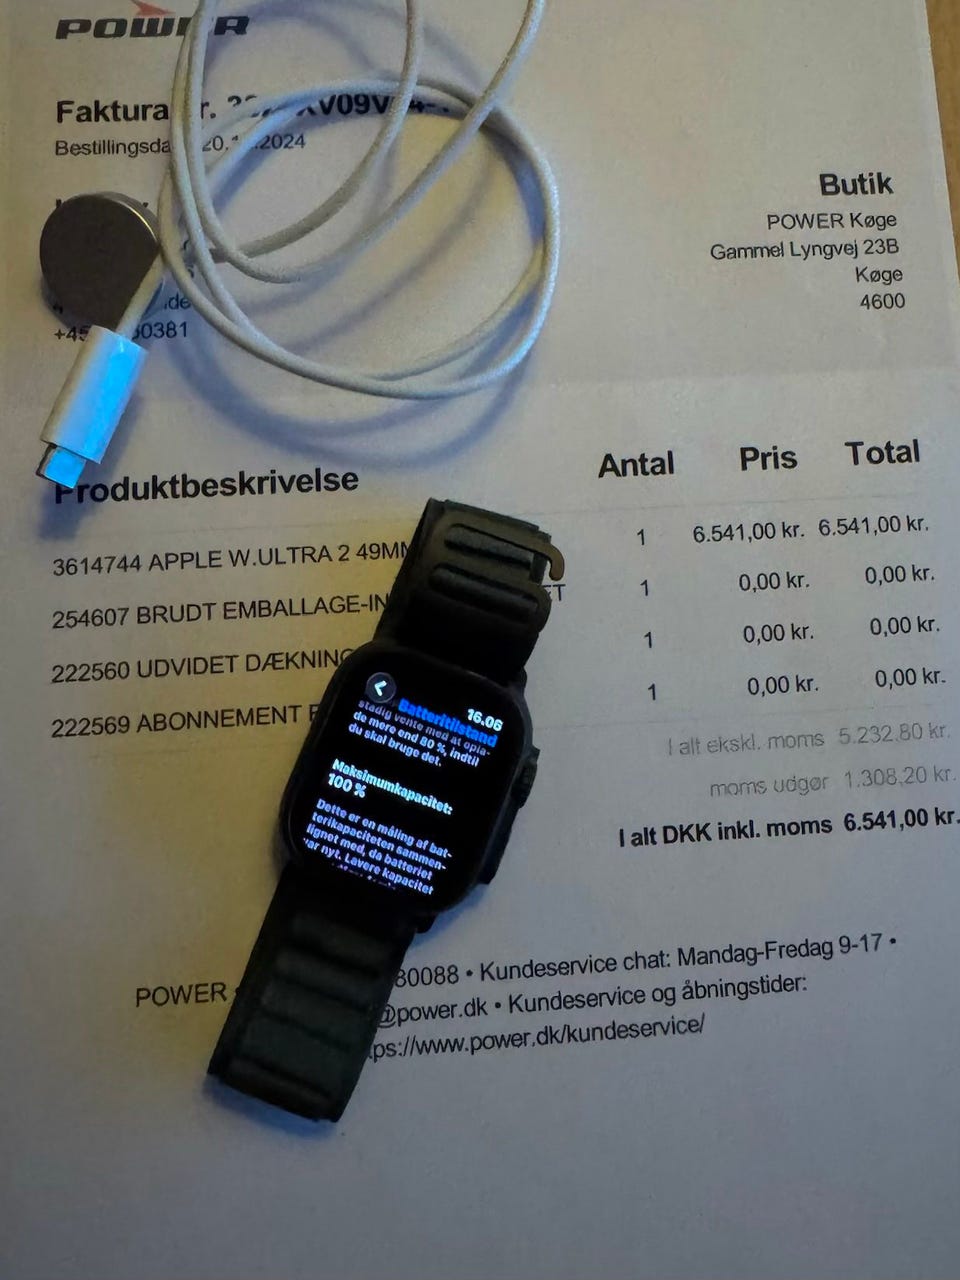 POWER
Faktura
Bestillingsda 2024
Butik
POWER Køge
Gammel Lyngvej 23B
Køge
4600
0381
Produktbeskrivelse Antal Pris Total
3614744 APPLE W.ULTRA 2 49MM 1 6.541,00 kr. 6.541,00 kr.
254607 BRUDT EMBALLAGE-IN ET 1 0,00 kr. 0,00 kr.
222560 UDVIDET DÆKNING 1 0,00 kr. 0,00 kr.
222569 ABONNEMENT 1 0,00 kr. 0,00 kr.
I alt ekskl. moms 5.232,80 kr.
moms udgør 1.308,20 kr.
I alt DKK inkl. moms 6.541,00 kr.
16.06
Batteritilstand
stadig vente med at opla-
de mere end 80 %, indtil
du skal bruge det.
Maksimumkapacitet:
100 %
Dette er en måling af bat-
terikapaciteten sammen-
lignet med, da batteriet
var nyt. Lavere kapacitet
POWER 80088 • Kundeservice chat: Mandag-Fredag 9-17 •
@power.dk • Kundeservice og åbningstider:
ps://www.power.dk/kundeservice/